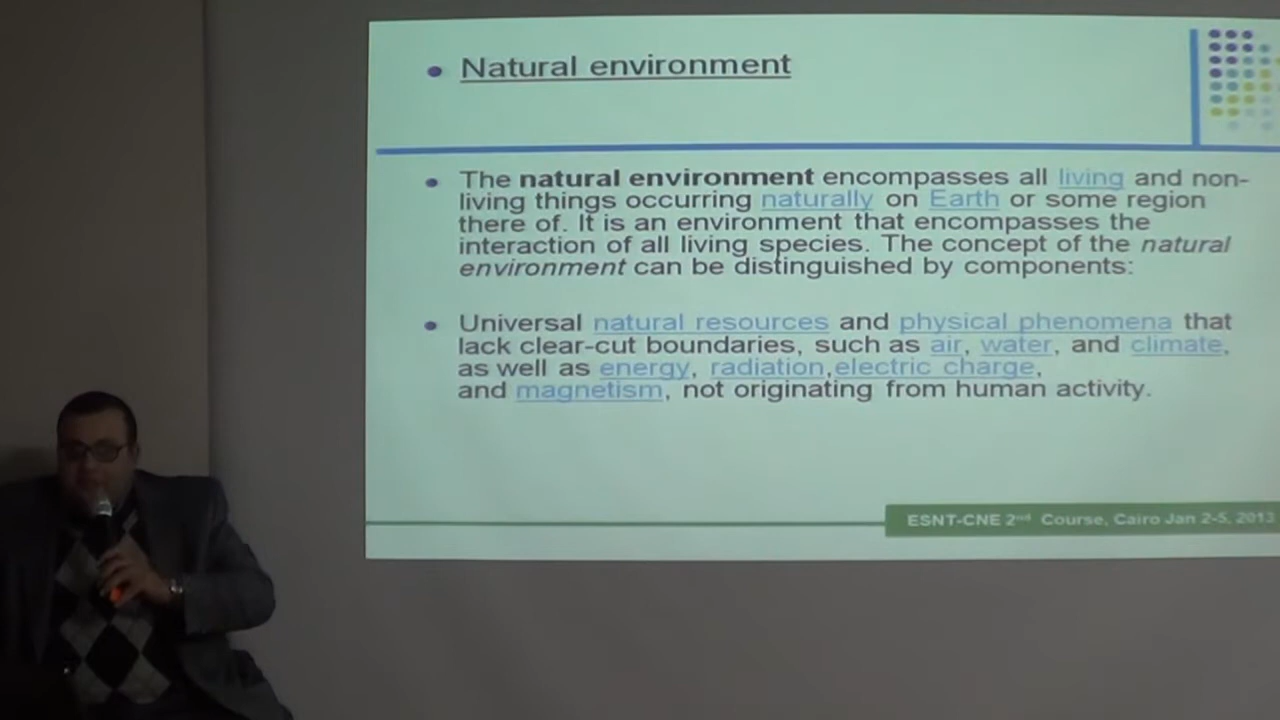 Natural environment
The natural environment encompasses all living and non-
living things occurring naturally on Earth or some region
there of. It is an environment that encompasses the
interaction of all living species. The concept of the natural
environment can be distinguished by components:
Universal natural resources and physical phenomena that
lack clear-cut boundaries, such as air, water, and climate,
as well as energy, radiation,electric charge,
and magnetism, not originating from human activity.
ESNT-CNE 2nd Course, Cairo Jan 2-5, 2013